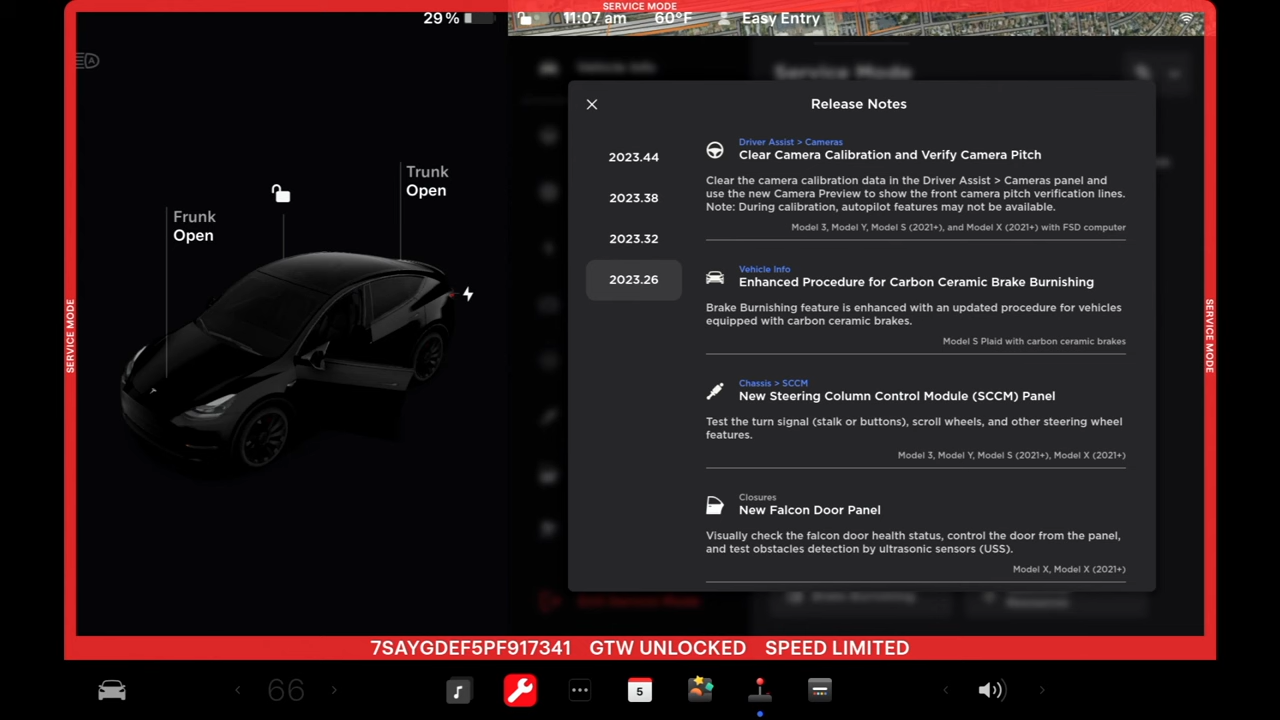 SERVICE MODE
29 %
11:07 am
60°F
Easy Entry
Vehicle Info
Service Mode
Release Notes
Trunk
Open
Frunk
Open
2023.44
2023.38
2023.32
2023.26
Driver Assist > Cameras
Clear Camera Calibration and Verify Camera Pitch
Clear the camera calibration data in the Driver Assist > Cameras panel and
use the new Camera Preview to show the front camera pitch verification lines.
Note: During calibration, autopilot features may not be available.
Model 3, Model Y, Model S (2021+), and Model X (2021+) with FSD computer
Vehicle Info
Enhanced Procedure for Carbon Ceramic Brake Burnishing
Brake Burnishing feature is enhanced with an updated procedure for vehicles
equipped with carbon ceramic brakes.
Model S Plaid with carbon ceramic brakes
Chassis > SCCM
New Steering Column Control Module (SCCM) Panel
Test the turn signal (stalk or buttons), scroll wheels, and other steering wheel
features.
Model 3, Model Y, Model S (2021+), Model X (2021+)
Closures
New Falcon Door Panel
Visually check the falcon door health status, control the door from the panel,
and test obstacles detection by ultrasonic sensors (USS).
Model X, Model X (2021+)
Exit Service Mode
Brake Burnishing
SERVICE MODE
SERVICE MODE
7SAYGDEF5PF917341 GTW UNLOCKED SPEED LIMITED
66
5